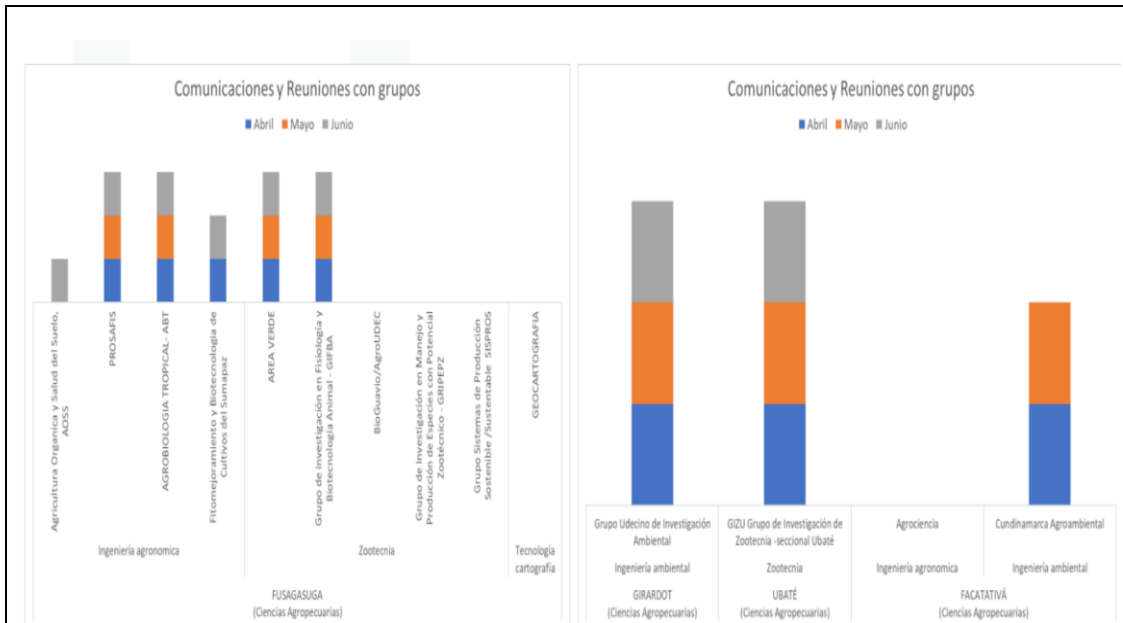 Comunicaciones y Reuniones con grupos
Abril Mayo Junio
Agricultura Organica y Salud del Suelo,
AOSS
PROSAFIS
AGROBIOLOGIA TROPICAL- ABT
Fitomejoramiento y Biotecnologia de
Cultivos del Sumapaz
AREA VERDE
Grupo de investigación en Fisiología y
Biotecnología Animal - GIFBA
BioGuavio/AgroUDEC
Grupo de Investigación en Manejo y
Producción de Especies con Potencial
Zootécnico - GRIPEPZ
Grupo Sistemas de Producción
Sostenible /Sustentable SISPROS
GEOCARTOGRAFIA
Ingeniería agronomica
Zootecnia
Tecnología
cartografía
FUSAGASUGA
(Ciencias Agropecuarias)
Comunicaciones y Reuniones con grupos
Abril Mayo Junio
Grupo Udecino de Investigación
Ambiental
GIZU Grupo de Investigación de
Zootecnia -seccional Ubaté
Agrociencia
Cundinamarca Agroambiental
Ingeniería ambiental
Zootecnia
Ingeniería agronomica
Ingeniería ambiental
GIRARDOT
(Ciencias Agropecuarias)
UBATÉ
(Ciencias Agropecuarias)
FACATATIVÁ
(Ciencias Agropecuarias)